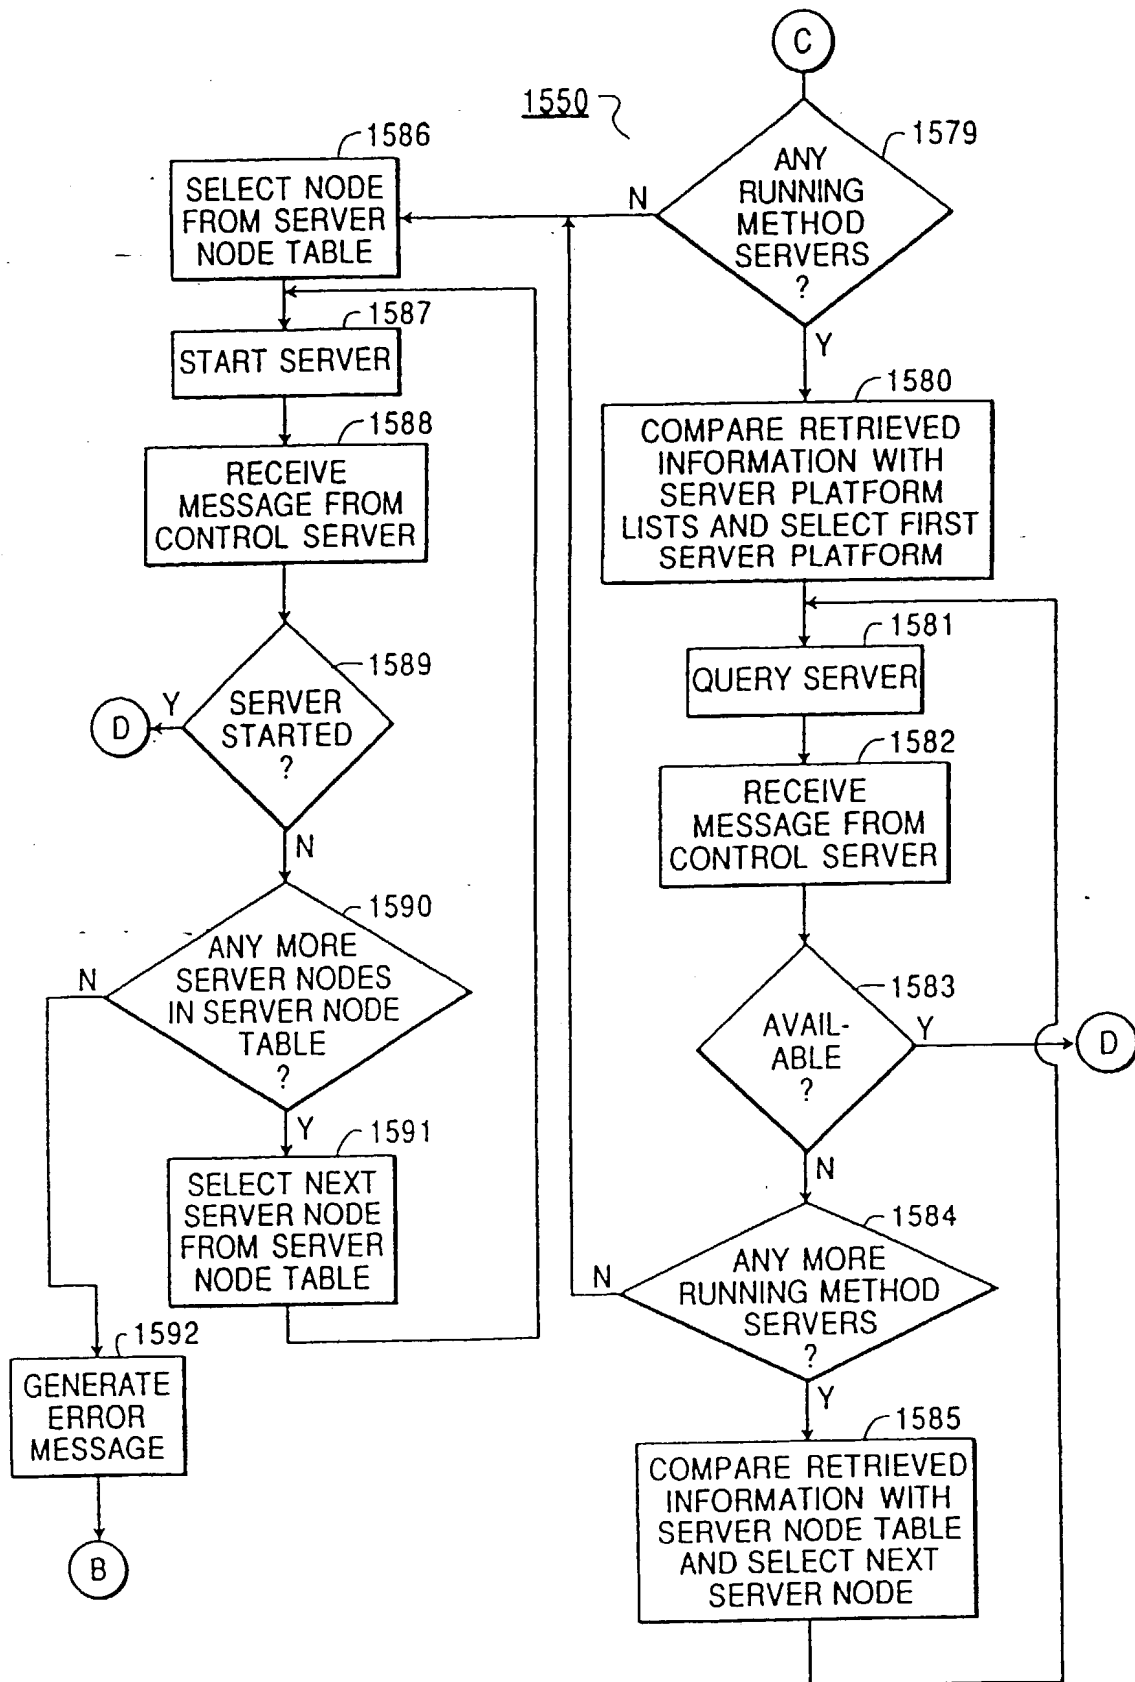 C
1550
1579
ANY
RUNNING
METHOD
SERVERS
?
N
Y
1586
SELECT NODE
FROM SERVER
NODE TABLE
1587
START SERVER
1588
RECEIVE
MESSAGE FROM
CONTROL SERVER
1589
SERVER
STARTED
?
Y
D
N
1590
ANY MORE
SERVER NODES
IN SERVER NODE
TABLE
?
N
Y
1591
SELECT NEXT
SERVER NODE
FROM SERVER
NODE TABLE
1592
GENERATE
ERROR
MESSAGE
B
1580
COMPARE RETRIEVED
INFORMATION WITH
SERVER PLATFORM
LISTS AND SELECT FIRST
SERVER PLATFORM
1581
QUERY SERVER
1582
RECEIVE
MESSAGE FROM
CONTROL SERVER
1583
AVAIL-
ABLE
?
Y
D
N
1584
ANY MORE
RUNNING METHOD
SERVERS
?
N
Y
1585
COMPARE RETRIEVED
INFORMATION WITH
SERVER NODE TABLE
AND SELECT NEXT
SERVER NODE